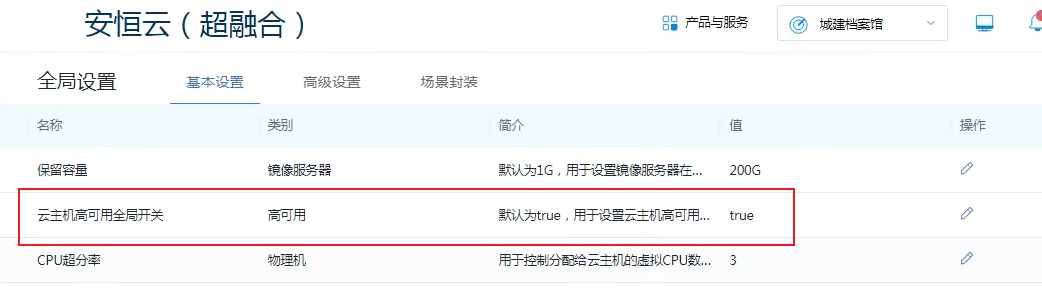 安恒云（超融合）
产品与服务
城建档案馆
全局设置 基本设置 高级设置 场景封装
名称 类别 简介 值 操作
保留容量 镜像服务器 默认为1G，用于设置镜像服务器在... 200G
云主机高可用全局开关 高可用 默认为true，用于设置云主机高可用... true
CPU超分率 物理机 用于控制分配给云主机的虚拟CPU数... 3